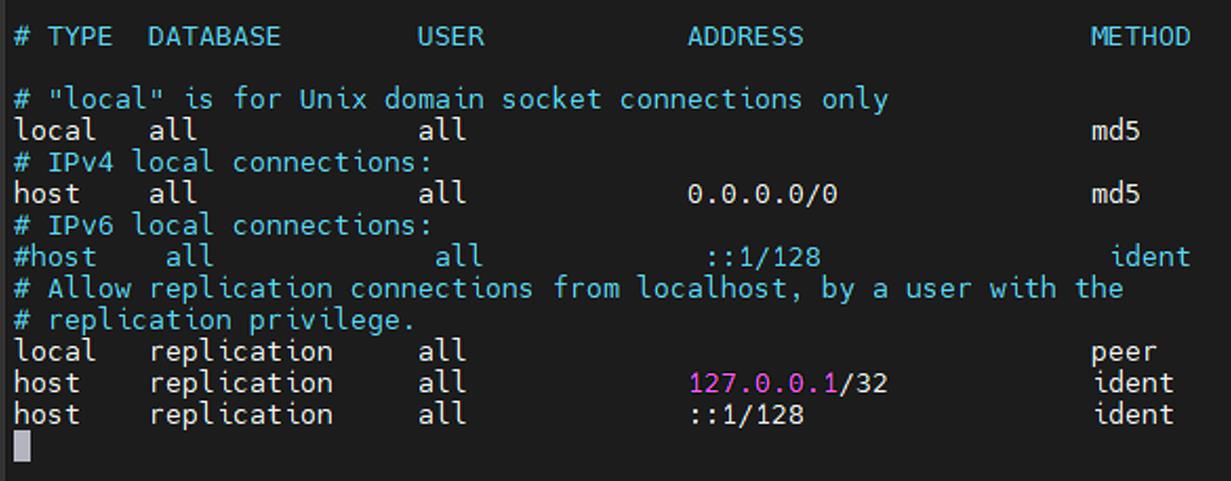 # TYPE  DATABASE        USER            ADDRESS                 METHOD
# "local" is for Unix domain socket connections only
local   all             all                                     md5
# IPv4 local connections:
host    all             all             0.0.0.0/0               md5
# IPv6 local connections:
#host    all             all             ::1/128                 ident
# Allow replication connections from localhost, by a user with the
# replication privilege.
local   replication     all                                     peer
host    replication     all             127.0.0.1/32            ident
host    replication     all             ::1/128                 ident